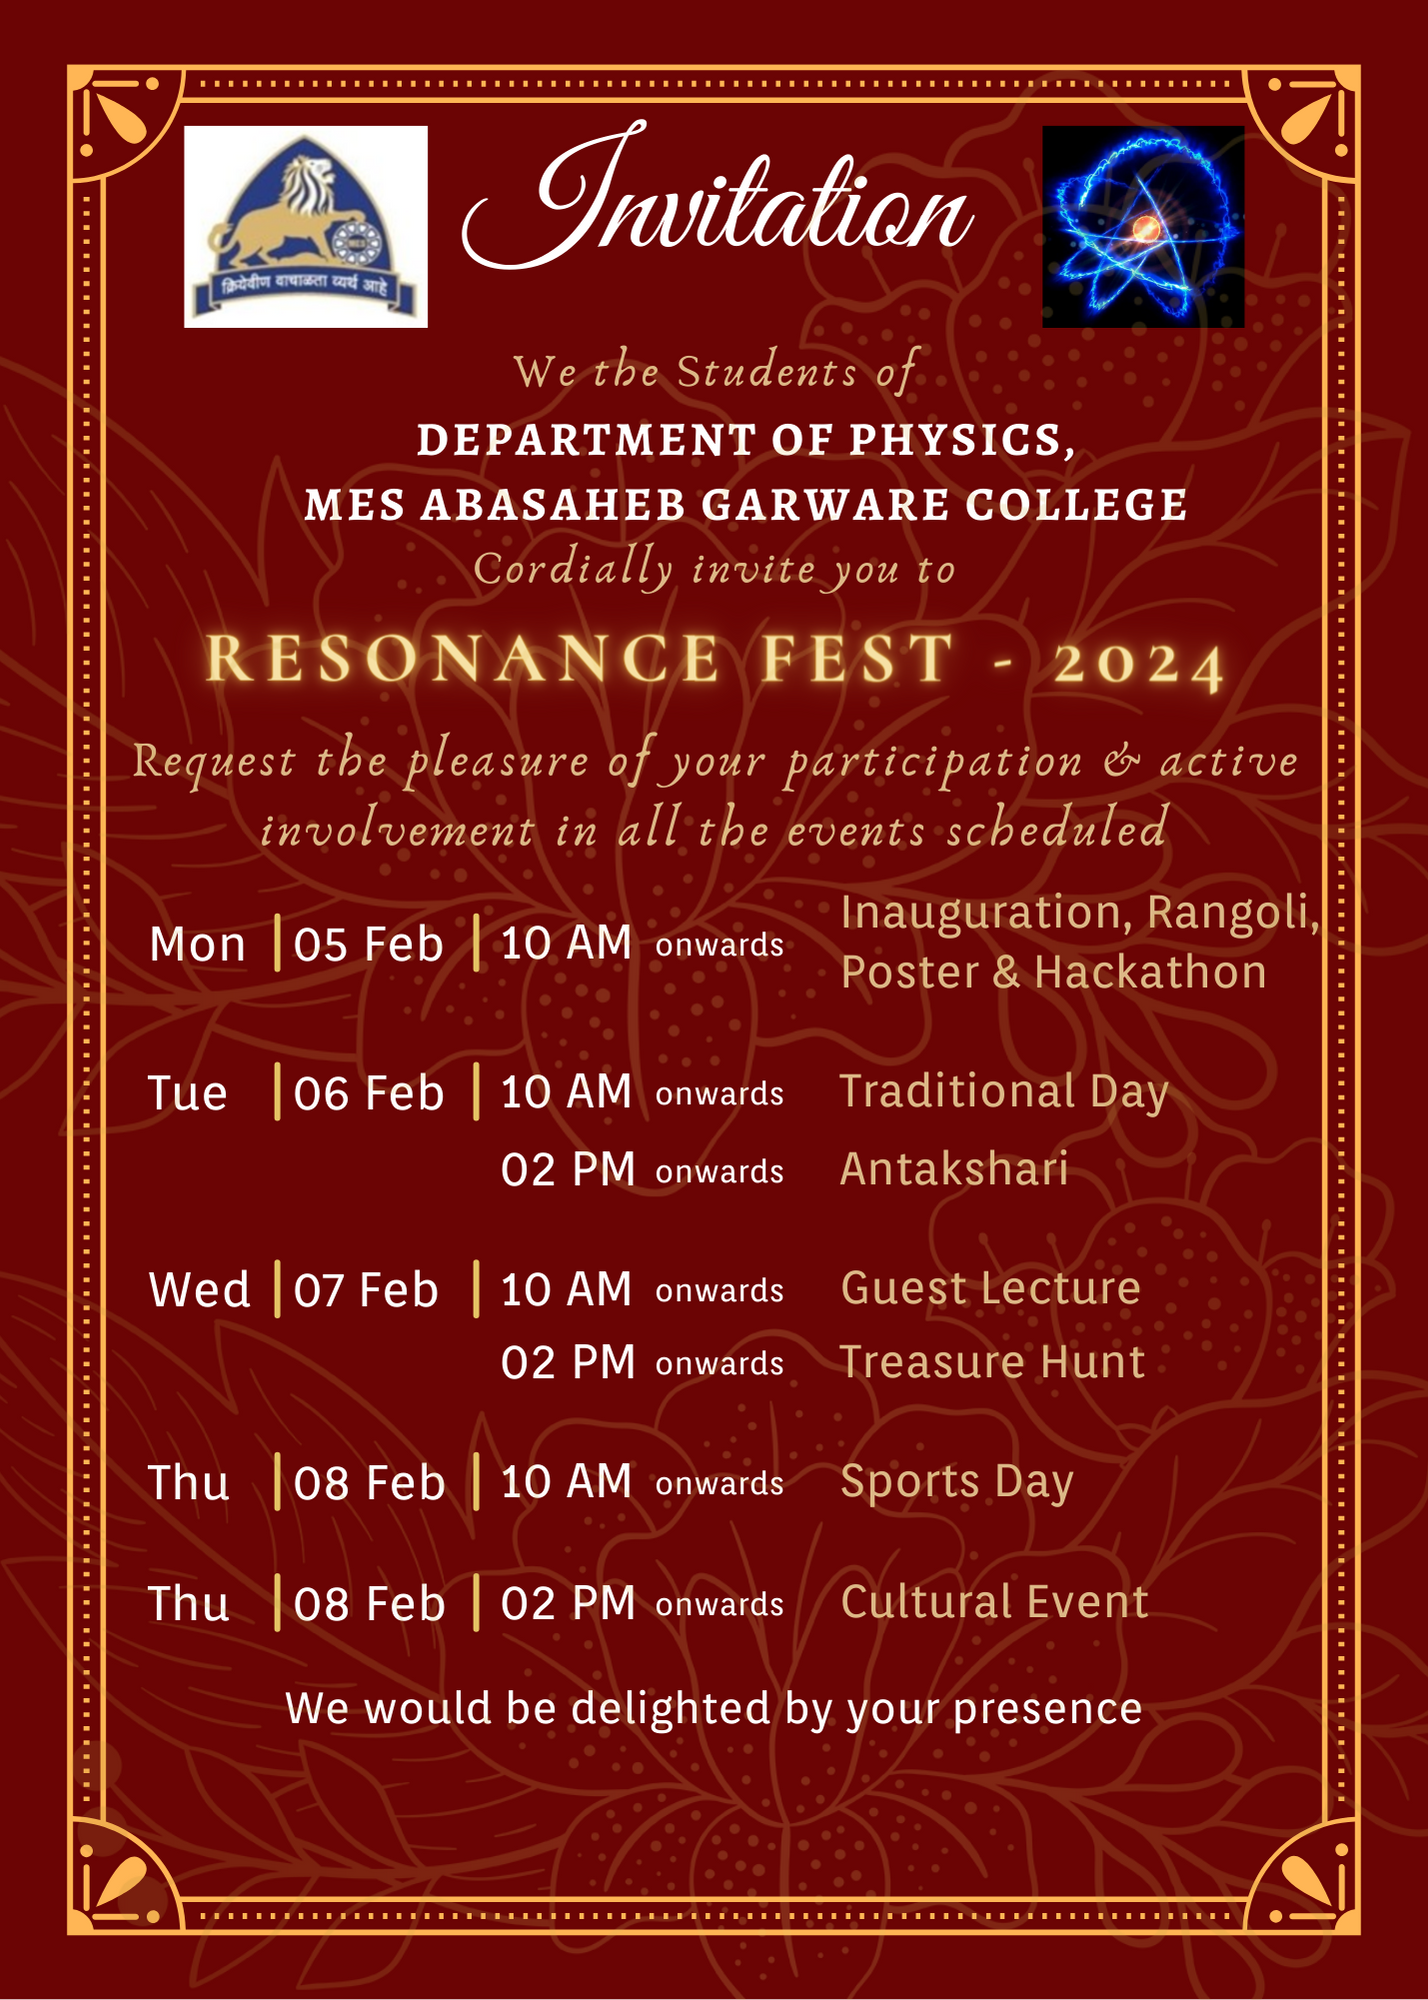 Invitation
क्रियेवीण वाचाळता व्यर्थ आहे
We the Students of
DEPARTMENT OF PHYSICS,
MES ABASAHEB GARWARE COLLEGE
Cordially invite you to
RESONANCE FEST - 2024
Request the pleasure of your participation & active
involvement in all the events scheduled
Mon 05 Feb 10 AM onwards Inauguration, Rangoli,
Poster & Hackathon
Tue 06 Feb 10 AM onwards Traditional Day
02 PM onwards Antakshari
Wed 07 Feb 10 AM onwards Guest Lecture
02 PM onwards Treasure Hunt
Thu 08 Feb 10 AM onwards Sports Day
Thu 08 Feb 02 PM onwards Cultural Event
We would be delighted by your presence